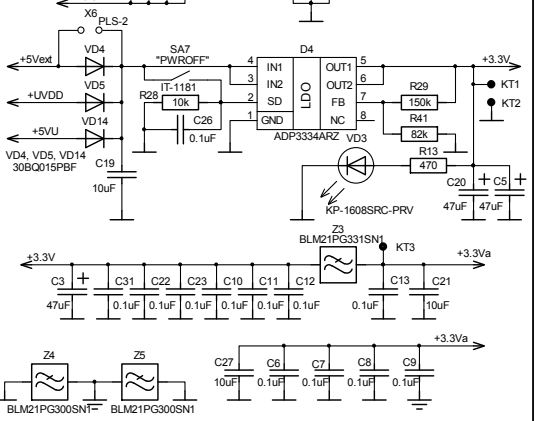 X6
PLS-2
+5Vext
VD4
SA7
"PWROFF"
IT-1181
D4
4 IN1 OUT1 5
3 IN2 OUT2 6
2 SD FB 7
1 GND NC 8
LDO
ADP3334ARZ
+3.3V
KT1
KT2
+UVDD
VD5
R28
10k
C26
0.1uF
R29
150k
R41
82k
+5VU
VD14
VD4, VD5, VD14
30BQ015PBF
C19
10uF
VD3
R13
470
KP-1608SRC-PRV
C20 + C5 +
47uF 47uF
Z3
BLM21PG331SN1
KT3
+3.3V
+3.3Va
C3 + C31 C22 C23 C10 C11 C12 C13 C21
47uF 0.1uF 0.1uF 0.1uF 0.1uF 0.1uF 0.1uF 0.1uF 10uF
+3.3Va
Z4 Z5
C27 C6 C7 C8 C9
10uF 0.1uF 0.1uF 0.1uF 0.1uF
BLM21PG300SN1 BLM21PG300SN1